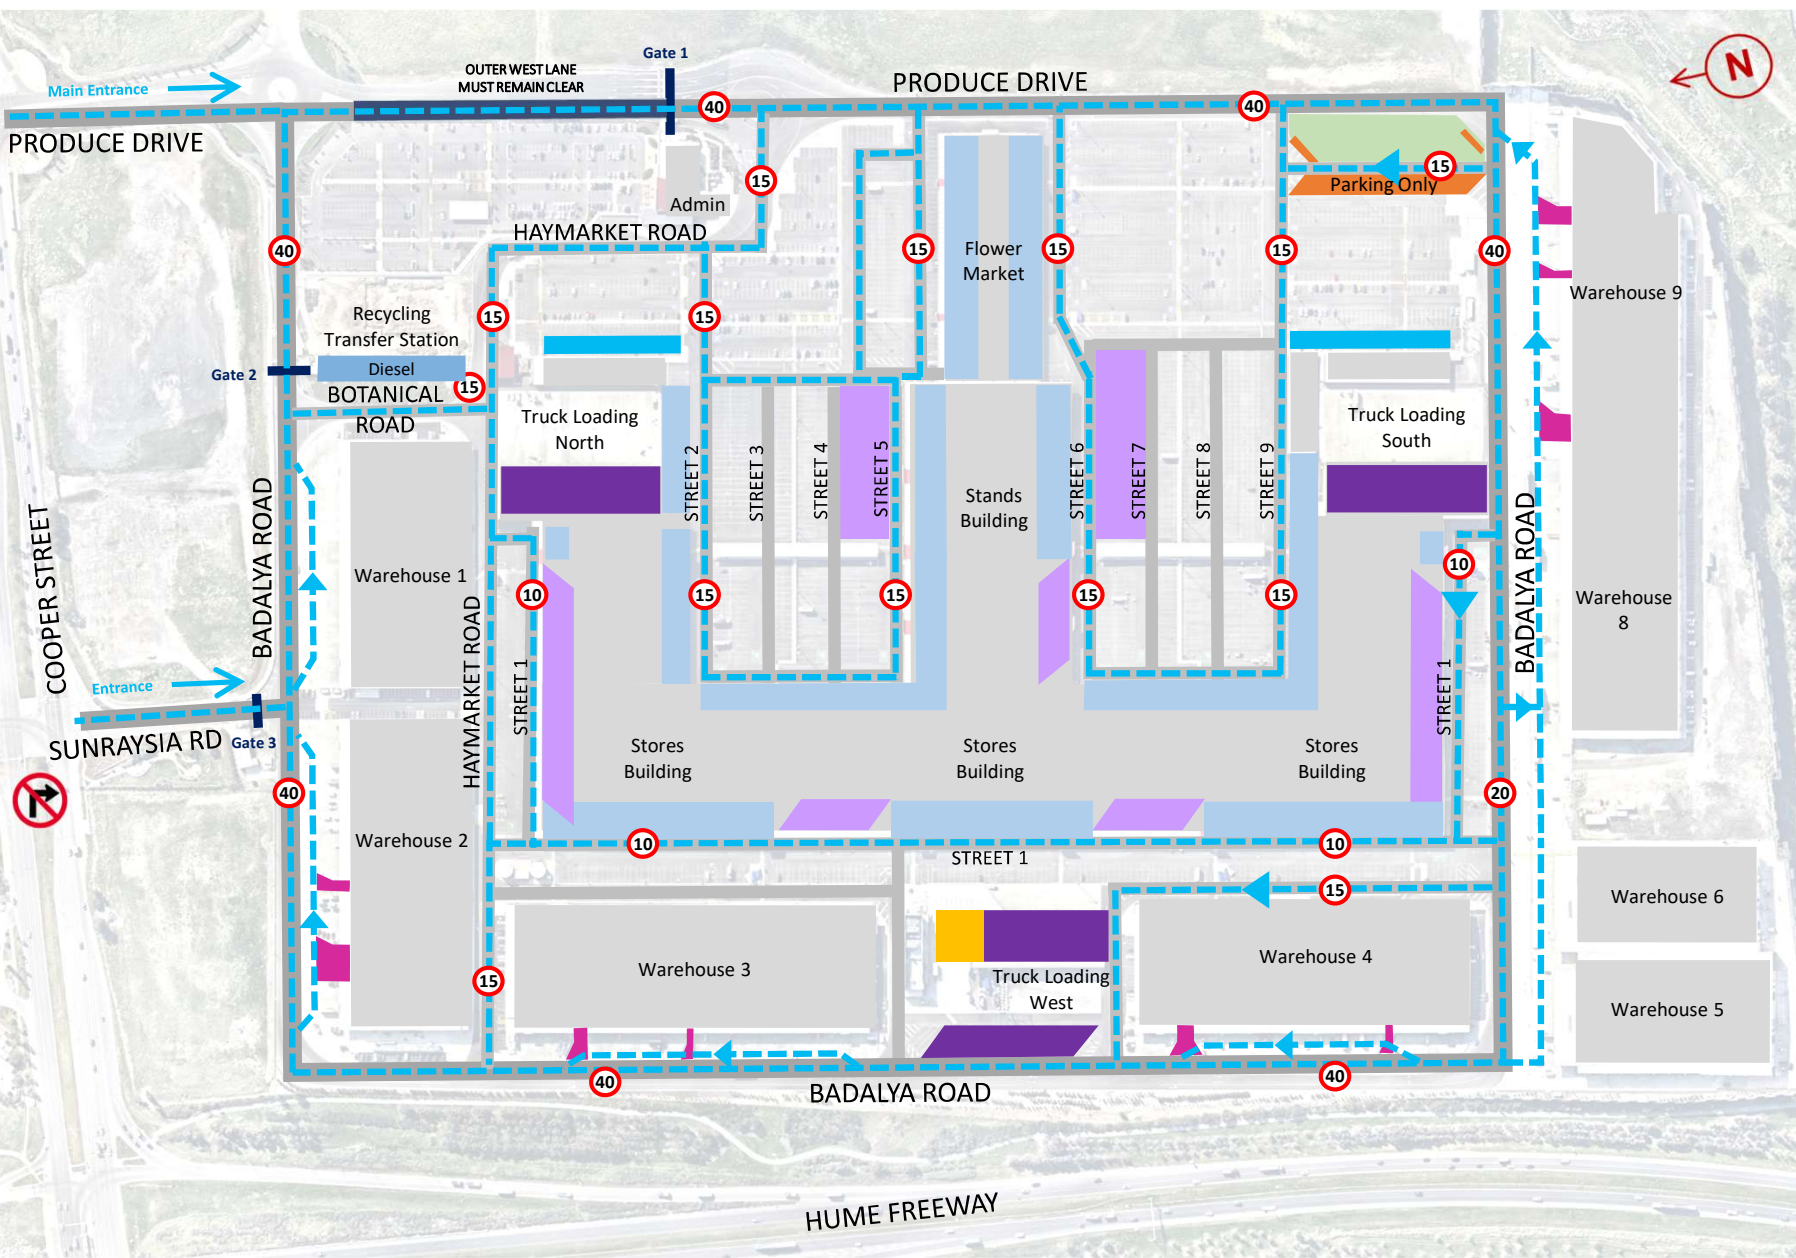 Gate 1
OUTER WEST LANE
MUST REMAIN CLEAR
PRODUCE DRIVE
N
Main Entrance
40
40
PRODUCE DRIVE
15
15
Parking Only
Admin
HAYMARKET ROAD
40
15
Flower
Market
15
15
40
Warehouse 9
Recycling
Transfer Station
15
15
Diesel
Gate 2
15
BOTANICAL
ROAD
Truck Loading
North
Truck Loading
South
STREET 2
STREET 3
STREET 4
STREET 5
Stands
Building
STREET 6
STREET 7
STREET 8
STREET 9
COOPER STREET
BADALYA ROAD
BADALYA ROAD
Warehouse 1
10
15
15
15
15
10
Warehouse
8
HAYMARKET ROAD
STREET 1
STREET 1
Entrance
SUNRAYSIA RD
Gate 3
Stores
Building
Stores
Building
Stores
Building
40
20
Warehouse 2
10
10
STREET 1
15
Warehouse 6
Warehouse 3
Truck Loading
West
Warehouse 4
15
Warehouse 5
40
40
BADALYA ROAD
HUME FREEWAY